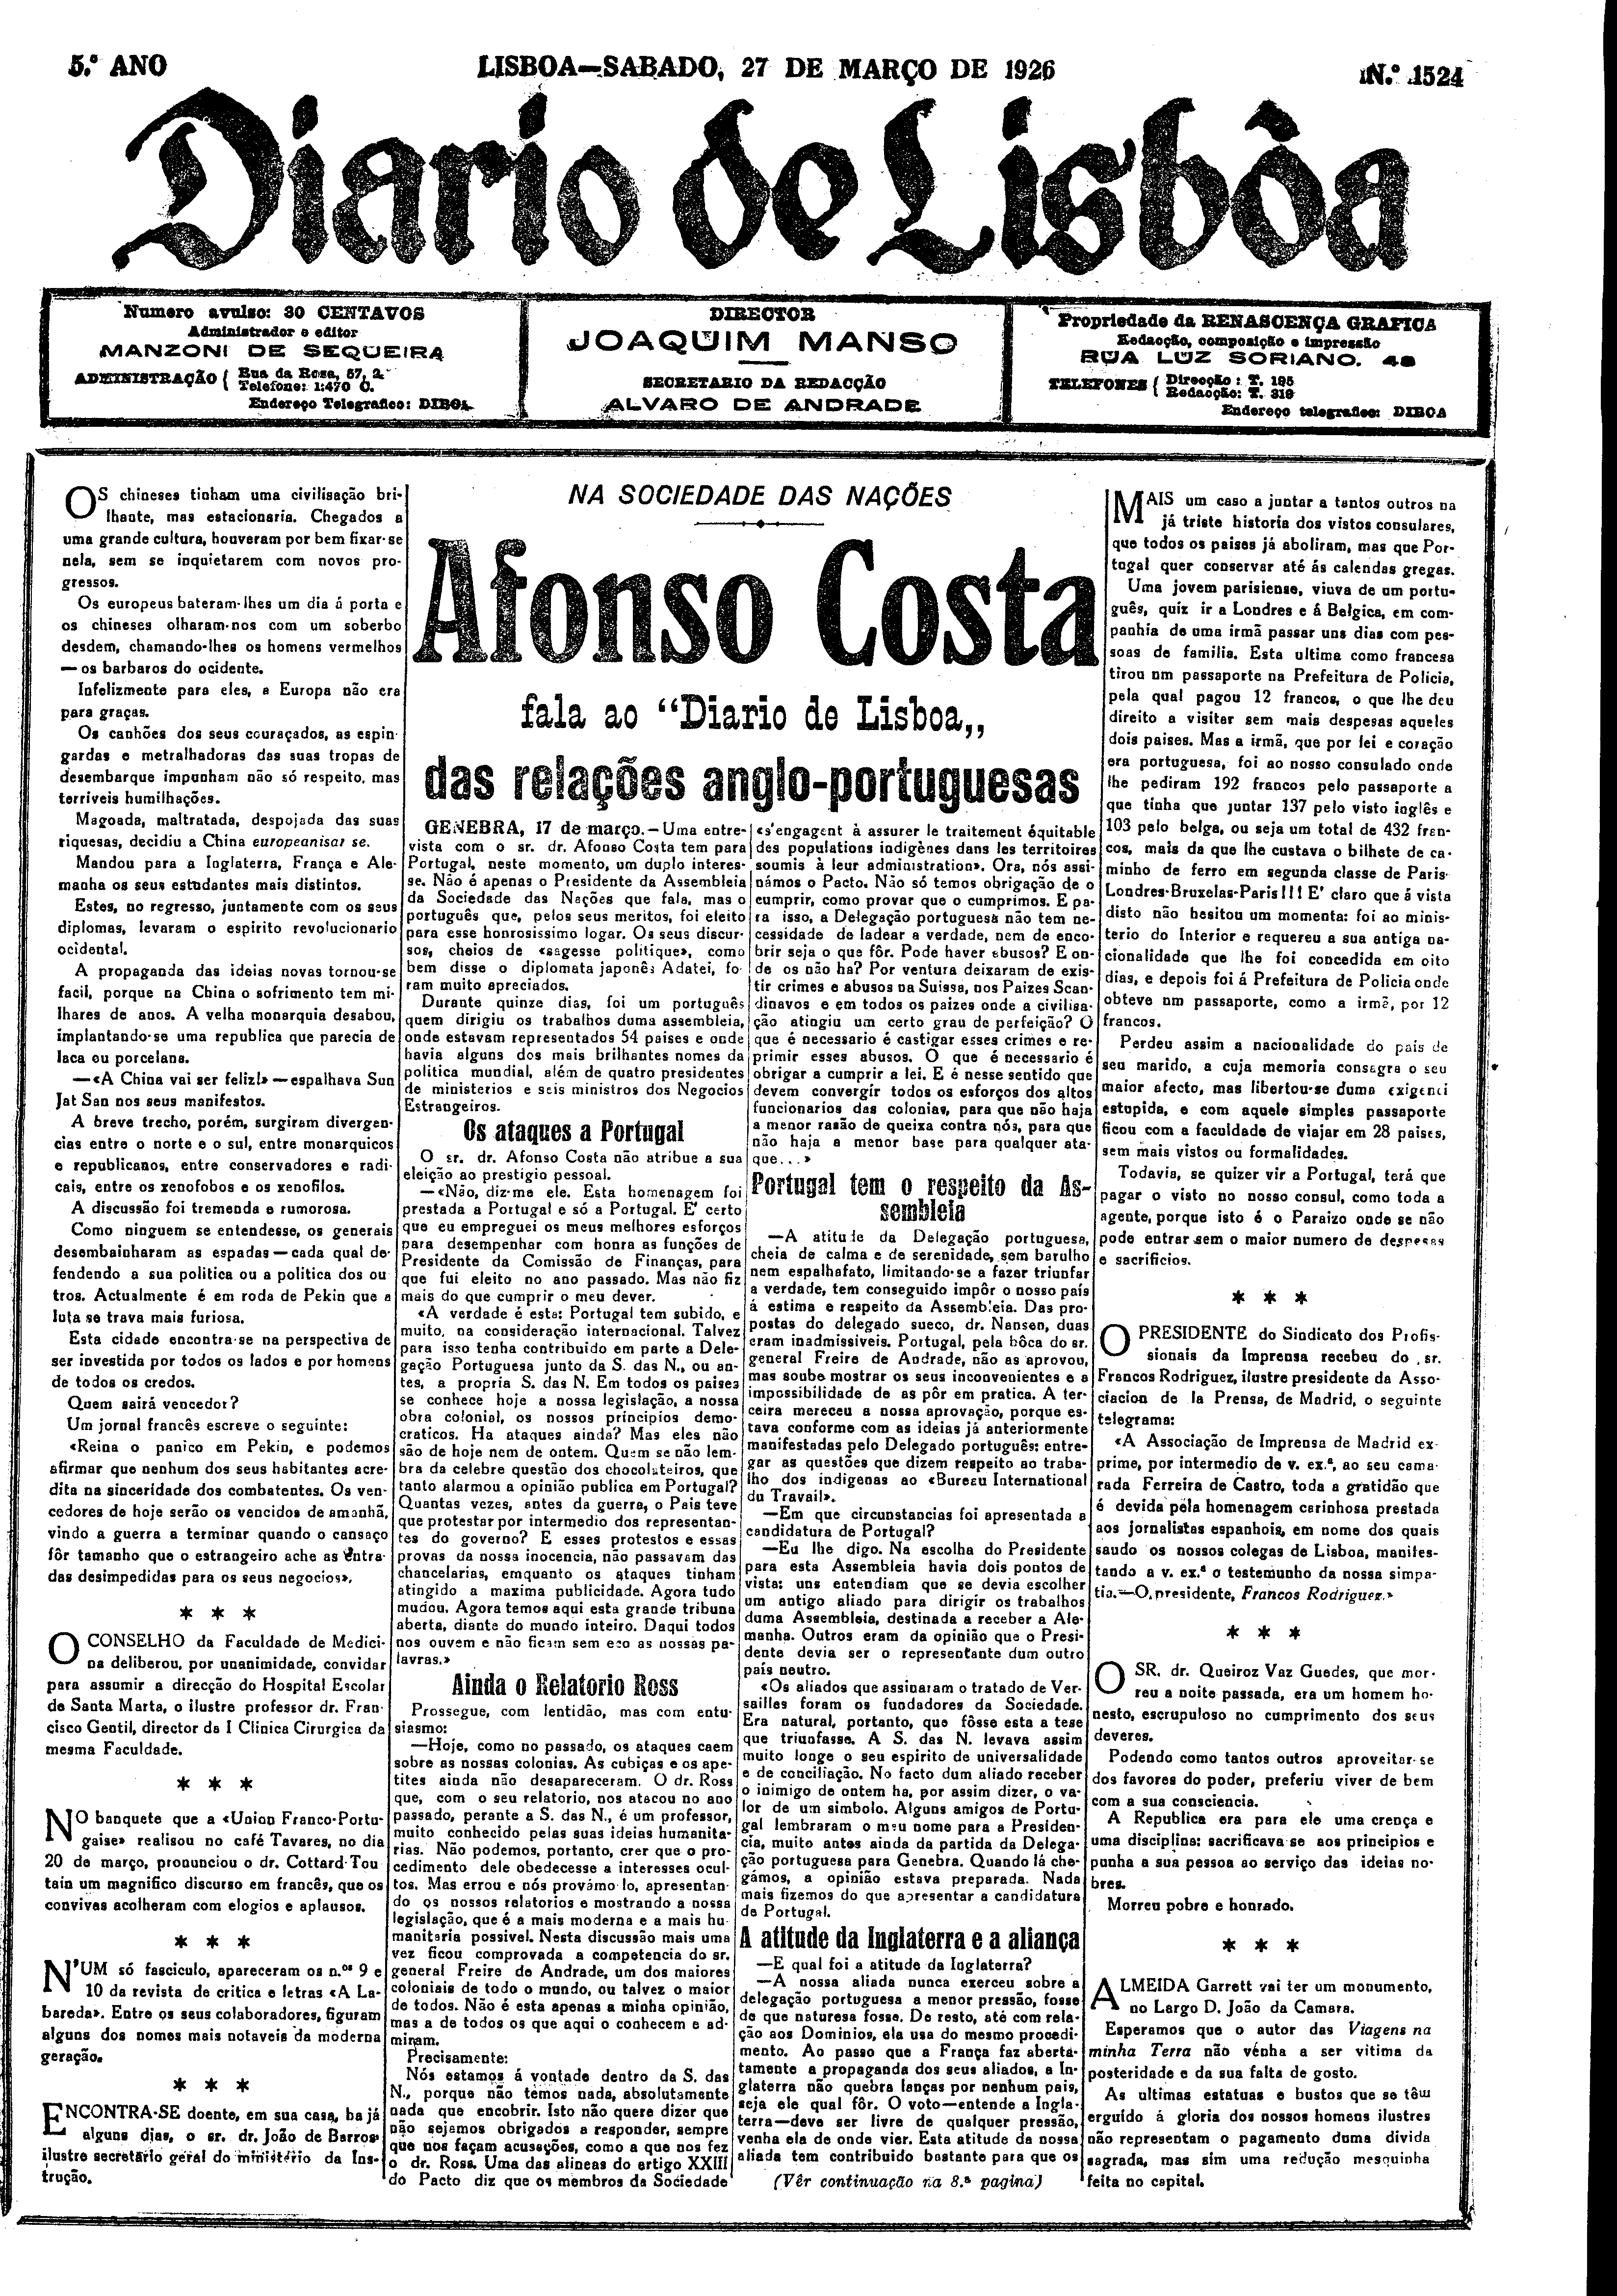 5.º ANO
LISBOA—SABADO, 27 DE MARÇO DE 1926
N.º 1524
Diario de Lisbôa
Numero avulso: 30 CENTAVOS
Administrador e editor
MANZONI DE SEQUEIRA
ADMINISTRAÇÃO ( Rua da Rosa, 57, 2.º
Telefone: 1:470 C.
Endereço Telegrafico: DIBOA
DIRECTOR
JOAQUIM MANSO
SECRETARIO DA REDACÇÃO
ALVARO DE ANDRADE
Propriedade da RENASCENÇA GRAFICA
Redacção, composição e impressão
RUA LUZ SORIANO, 48
TELEFONES ( Direcção: T. 195
Redacção: T. 319
Endereço telegrafico: DIBOA
OS chineses tinham uma civilisação bri-
lhante, mas estacionaria. Chegados a
uma grande cultura, houveram por bem fixar-se
nela, sem se inquietarem com novos pro-
gressos.
Os europeus bateram-lhes um dia á porta e
os chineses olharam-nos com um soberbo
desdem, chamando-lhes os homens vermelhos
— os barbaros do ocidente.
Infelizmente para eles, a Europa não era
para graças.
Os canhões dos seus couraçados, as espin-
gardas e metralhadoras das suas tropas de
desembarque impunham não só respeito, mas
terriveis humilhações.
Magoada, maltratada, despojada das suas
riquesas, decidiu a China europeanisar se.
Mandou para a Inglaterra, França e Ale-
manha os seus estudantes mais distintos.
Estes, no regresso, juntamente com os seus
diplomas, levaram o espirito revolucionario
ocidental.
A propaganda das ideias novas tornou-se
facil, porque na China o sofrimento tem mi-
lhares de anos. A velha monarquia desabou,
implantando-se uma republica que parecia de
laca ou porcelana.
—«A China vai ser feliz!» — espalhava Sun
Jat San nos seus manifestos.
A breve trecho, porém, surgiram divergen-
cias entre o norte e o sul, entre monarquicos
e republicanos, entre conservadores e radi-
cais, entre os xenofobos e os xenofilos.
A discussão foi tremenda e rumorosa.
Como ninguem se entendesse, os generais
desembainharam as espadas — cada qual de-
fendendo a sua politica ou a politica dos ou
tros. Actualmente é em roda de Pekin que a
luta se trava mais furiosa.
Esta cidade encontra-se na perspectiva de
ser investida por todos os lados e por homens
de todos os credos.
Quem sairá vencedor?
Um jornal francês escreve o seguinte:
«Reina o panico em Pekin, e podemos
afirmar que nenhum dos seus habitantes acre-
dita na sinceridade dos combatentes. Os ven-
cedores de hoje serão os vencidos de amanhã,
vindo a guerra a terminar quando o cansaço
fôr tamanho que o estrangeiro ache as entra-
das desimpedidas para os seus negocios».
* * *
O CONSELHO da Faculdade de Medici-
na deliberou, por unanimidade, convidar
para assumir a direcção do Hospital Escolar
de Santa Marta, o ilustre professor dr. Fran-
cisco Gentil, director da I Clinica Cirurgica da
mesma Faculdade.
* * *
NO banquete que a «Union Franco-Portu-
gaise» realisou no café Tavares, no dia
20 de março, pronunciou o dr. Cottard-Tou
tain um magnifico discurso em francês, que os
convivas acolheram com elogios e aplausos.
* * *
N'UM só fasciculo, apareceram os n.os 9 e
10 da revista de critica e letras «A La-
bareda». Entre os seus colaboradores, figuram
alguns dos nomes mais notaveis da moderna
geração.
* * *
ENCONTRA-SE doente, em sua casa, ha já
alguns dias, o sr. dr. João de Barros,
ilustre secretário geral do ministério da Ins-
trução.
NA SOCIEDADE DAS NAÇÕES
Afonso Costa
fala ao “Diario de Lisboa„
das relações anglo-portuguesas
GENEBRA, 17 de março.— Uma entre-
vista com o sr. dr. Afonso Costa tem para
Portugal, neste momento, um duplo interes-
se. Não é apenas o Presidente da Assembleia
da Sociedade das Nações que fala, mas o
português que, pelos seus meritos, foi eleito
para esse honrosissimo logar. Os seus discur-
sos, cheios de «sagesse politique», como
bem disse o diplomata japonês Adatei, fo-
ram muito apreciados.
Durante quinze dias, foi um português
quem dirigiu os trabalhos duma assembleia,
onde estavam representados 54 paises e onde
havia alguns dos mais brilhantes nomes da
politica mundial, além de quatro presidentes
de ministerios e seis ministros dos Negocios
Estrangeiros.
Os ataques a Portugal
O sr. dr. Afonso Costa não atribue a sua
eleição ao prestigio pessoal.
—«Não, diz-me ele. Esta homenagem foi
prestada a Portugal e só a Portugal. E' certo
que eu empreguei os meus melhores esforços
para desempenhar com honra as funções de
Presidente da Comissão de Finanças, para
que fui eleito no ano passado. Mas não fiz
mais do que cumprir o meu dever.
«A verdade é esta: Portugal tem subido, e
muito, na consideração internacional. Talvez
para isso tenha contribuido em parte a Dele-
gação Portuguesa junto da S. das N., ou an-
tes, a propria S. das N. Em todos os paises
se conhece hoje a nossa legislação, a nossa
obra colonial, os nossos principios demo-
craticos. Ha ataques ainda? Mas eles não
são de hoje nem de ontem. Quem se não lem-
bra da celebre questão dos chocolateiros, que
tanto alarmou a opinião publica em Portugal?
Quantas vezes, antes da guerra, o Pais teve
que protestar por intermedio dos representan-
tes do governo? E esses protestos e essas
provas da nossa inocencia, não passavam das
chancelarias, emquanto os ataques tinham
atingido a maxima publicidade. Agora tudo
mudou. Agora temos aqui esta grande tribuna
aberta, diante do mundo inteiro. Daqui todos
nos ouvem e não ficam sem eco as nossas pa-
lavras.»
Ainda o Relatorio Ross
Prossegue, com lentidão, mas com entu-
siasmo:
—Hoje, como no passado, os ataques caem
sobre as nossas colonias. As cubiças e os ape-
tites ainda não desapareceram. O dr. Ross
que, com o seu relatorio, nos atacou no ano
passado, perante a S. das N., é um professor,
muito conhecido pelas suas ideias humanita-
rias. Não podemos, portanto, crer que o pro-
cedimento dele obedecesse a interesses ocul-
tos. Mas errou e nós provámo-lo, apresentan-
do os nossos relatorios e mostrando a nossa
legislação, que é a mais moderna e a mais hu-
manitaria possivel. Nesta discussão mais uma
vez ficou comprovada a competencia do sr.
general Freire de Andrade, um dos maiores
coloniais de todo o mundo, ou talvez o maior
de todos. Não é esta apenas a minha opinião,
mas a de todos os que aqui o conhecem e ad-
miram.
Precisamente:
Nós estamos á vontade dentro da S. das
N., porque não têmos nada, absolutamente
nada que encobrir. Isto não quere dizer que
não sejamos obrigados a responder, sempre
que nos façam acusações, como a que nos fez
o dr. Ross. Uma das alineas do artigo XXIII
do Pacto diz que os membros da Sociedade
«s'engagent à assurer le traitement équitable
des populations indigènes dans les territoires
soumis à leur administration». Ora, nós assi-
námos o Pacto. Não só temos obrigação de o
cumprir, como provar que o cumprimos. E pa-
ra isso, a Delegação portuguesa não tem ne-
cessidade de ladear a verdade, nem de enco-
brir seja o que fôr. Pode haver abusos? E on-
de os não ha? Por ventura deixaram de exis-
tir crimes e abusos na Suissa, nos Paizes Scan-
dinavos e em todos os paizes onde a civilisa-
ção atingiu um certo grau de perfeição? O
que é necessario é castigar esses crimes e re-
primir esses abusos. O que é necessario é
obrigar a cumprir a lei. E é nesse sentido que
devem convergir todos os esforços dos altos
funcionarios das colonias, para que não haja
a menor rasão de queixa contra nós, para que
não haja a menor base para qualquer ata-
que...»
Portugal tem o respeito da As-
sembleia
—A atitude da Delegação portuguesa,
cheia de calma e de serenidade, sem barulho
nem espalhafato, limitando-se a fazer triunfar
a verdade, tem conseguido impôr o nosso país
á estima e respeito da Assembleia. Das pro-
postas do delegado sueco, dr. Nansen, duas
eram inadmissiveis. Portugal, pela bôca do sr.
general Freire de Andrade, não as aprovou,
mas soube mostrar os seus inconvenientes e a
impossibilidade de as pôr em pratica. A ter-
ceira mereceu a nossa aprovação, porque es-
tava conforme com as ideias já anteriormente
manifestadas pelo Delegado português: entre-
gar as questões que dizem respeito ao traba-
lho dos indigenas ao «Bureau International
du Travail».
—Em que circunstancias foi apresentada a
candidatura de Portugal?
—Eu lhe digo. Na escolha do Presidente
para esta Assembleia havia dois pontos de
vista: uns entendiam que se devia escolher
um antigo aliado para dirigir os trabalhos
duma Assembleia, destinada a receber a Ale-
manha. Outros eram da opinião que o Presi-
dente devia ser o representante dum outro
país neutro.
«Os aliados que assinaram o tratado de Ver-
sailles foram os fundadores da Sociedade.
Era natural, portanto, que fôsse esta a tese
que triunfasse. A S. das N. levava assim
muito longe o seu espirito de universalidade
e de conciliação. No facto dum aliado receber
o inimigo de ontem ha, por assim dizer, o va-
lor de um simbolo. Alguns amigos de Portu-
gal lembraram o meu nome para a Presiden-
cia, muito antes ainda da partida da Delega-
ção portuguesa para Genebra. Quando lá che-
gámos, a opinião estava preparada. Nada
mais fizemos do que apresentar a candidatura
de Portugal.
A atitude da Inglaterra e a aliança
—E qual foi a atitude da Inglaterra?
—A nossa aliada nunca exerceu sobre a
delegação portuguesa a menor pressão, fosse
de que natureza fosse. De resto, até com rela-
ção aos Dominios, ela usa do mesmo procedi-
mento. Ao passo que a França faz aberta-
tamente a propaganda dos seus aliados, a In-
glaterra não quebra lanças por nenhum pais,
seja ele qual fôr. O voto—entende a Ingla-
terra—deve ser livre de qualquer pressão,
venha ela de onde vier. Esta atitude da nossa
aliada tem contribuido bastante para que os
(Vêr continuação na 8.ª pagina)
MAIS um caso a juntar a tantos outros na
já triste historia dos vistos consulares,
que todos os paises já aboliram, mas que Por-
tugal quer conservar até ás calendas gregas.
Uma jovem parisiense, viuva de um portu-
guês, quiz ir a Londres e á Belgica, em com-
panhia de uma irmã passar uns dias com pes-
soas de familia. Esta ultima como francesa
tirou um passaporte na Prefeitura de Policia,
pela qual pagou 12 francos, o que lhe deu
direito a visitar sem mais despesas aqueles
dois paises. Mas a irmã, que por lei e coração
era portuguesa, foi ao nosso consulado onde
lhe pediram 192 francos pelo passaporte a
que tinha que juntar 137 pelo visto inglês e
103 pelo belga, ou seja um total de 432 fran-
cos, mais da que lhe custava o bilhete de ca-
minho de ferro em segunda classe de Paris-
Londres-Bruxelas-Paris!!! E' claro que á vista
disto não hesitou um momento: foi ao minis-
terio do Interior e requereu a sua antiga na-
cionalidade que lhe foi concedida em oito
dias, e depois foi á Prefeitura de Policia onde
obteve um passaporte, como a irmã, por 12
francos.
Perdeu assim a nacionalidade do país de
seu marido, a cuja memoria consagra o seu
maior afecto, mas libertou-se duma exigenci
estupida, e com aquele simples passaporte
ficou com a faculdade de viajar em 28 paises,
sem mais vistos ou formalidades.
Todavia, se quizer vir a Portugal, terá que
pagar o visto no nosso consul, como toda a
agente, porque isto é o Paraizo onde se não
pode entrar sem o maior numero de despesas
e sacrificios.
* * *
O PRESIDENTE do Sindicato dos Profis-
sionais da Imprensa recebeu do sr.
Francos Rodriguez, ilustre presidente da Asso-
ciacion de la Prensa, de Madrid, o seguinte
telegrama:
«A Associação de Imprensa de Madrid ex-
prime, por intermedio de v. ex.ª, ao seu cama-
rada Ferreira de Castro, toda a gratidão que
é devida pela homenagem carinhosa prestada
aos jornalistas espanhois, em nome dos quais
saudo os nossos colegas de Lisboa, manifes-
tando a v. ex.ª o testemunho da nossa simpa-
tia.—O, presidente, Francos Rodriguez.»
* * *
O SR. dr. Queiroz Vaz Guedes, que mor-
reu a noite passada, era um homem ho-
nesto, escrupuloso no cumprimento dos seus
deveres.
Podendo como tantos outros aproveitar-se
dos favores do poder, preferiu viver de bem
com a sua consciencia.
A Republica era para ele uma crença e
uma disciplina: sacrificava-se aos principios e
punha a sua pessoa ao serviço das ideias no-
bres.
Morreu pobre e honrado.
* * *
ALMEIDA Garrett vai ter um monumento,
no Largo D. João da Camara.
Esperamos que o autor das Viagens na
minha Terra não venha a ser vitima da
posteridade e da sua falta de gosto.
As ultimas estatuas e bustos que se têm
erguido á gloria dos nossos homens ilustres
não representam o pagamento duma divida
sagrada, mas sim uma redução mesquinha
feita no capital.